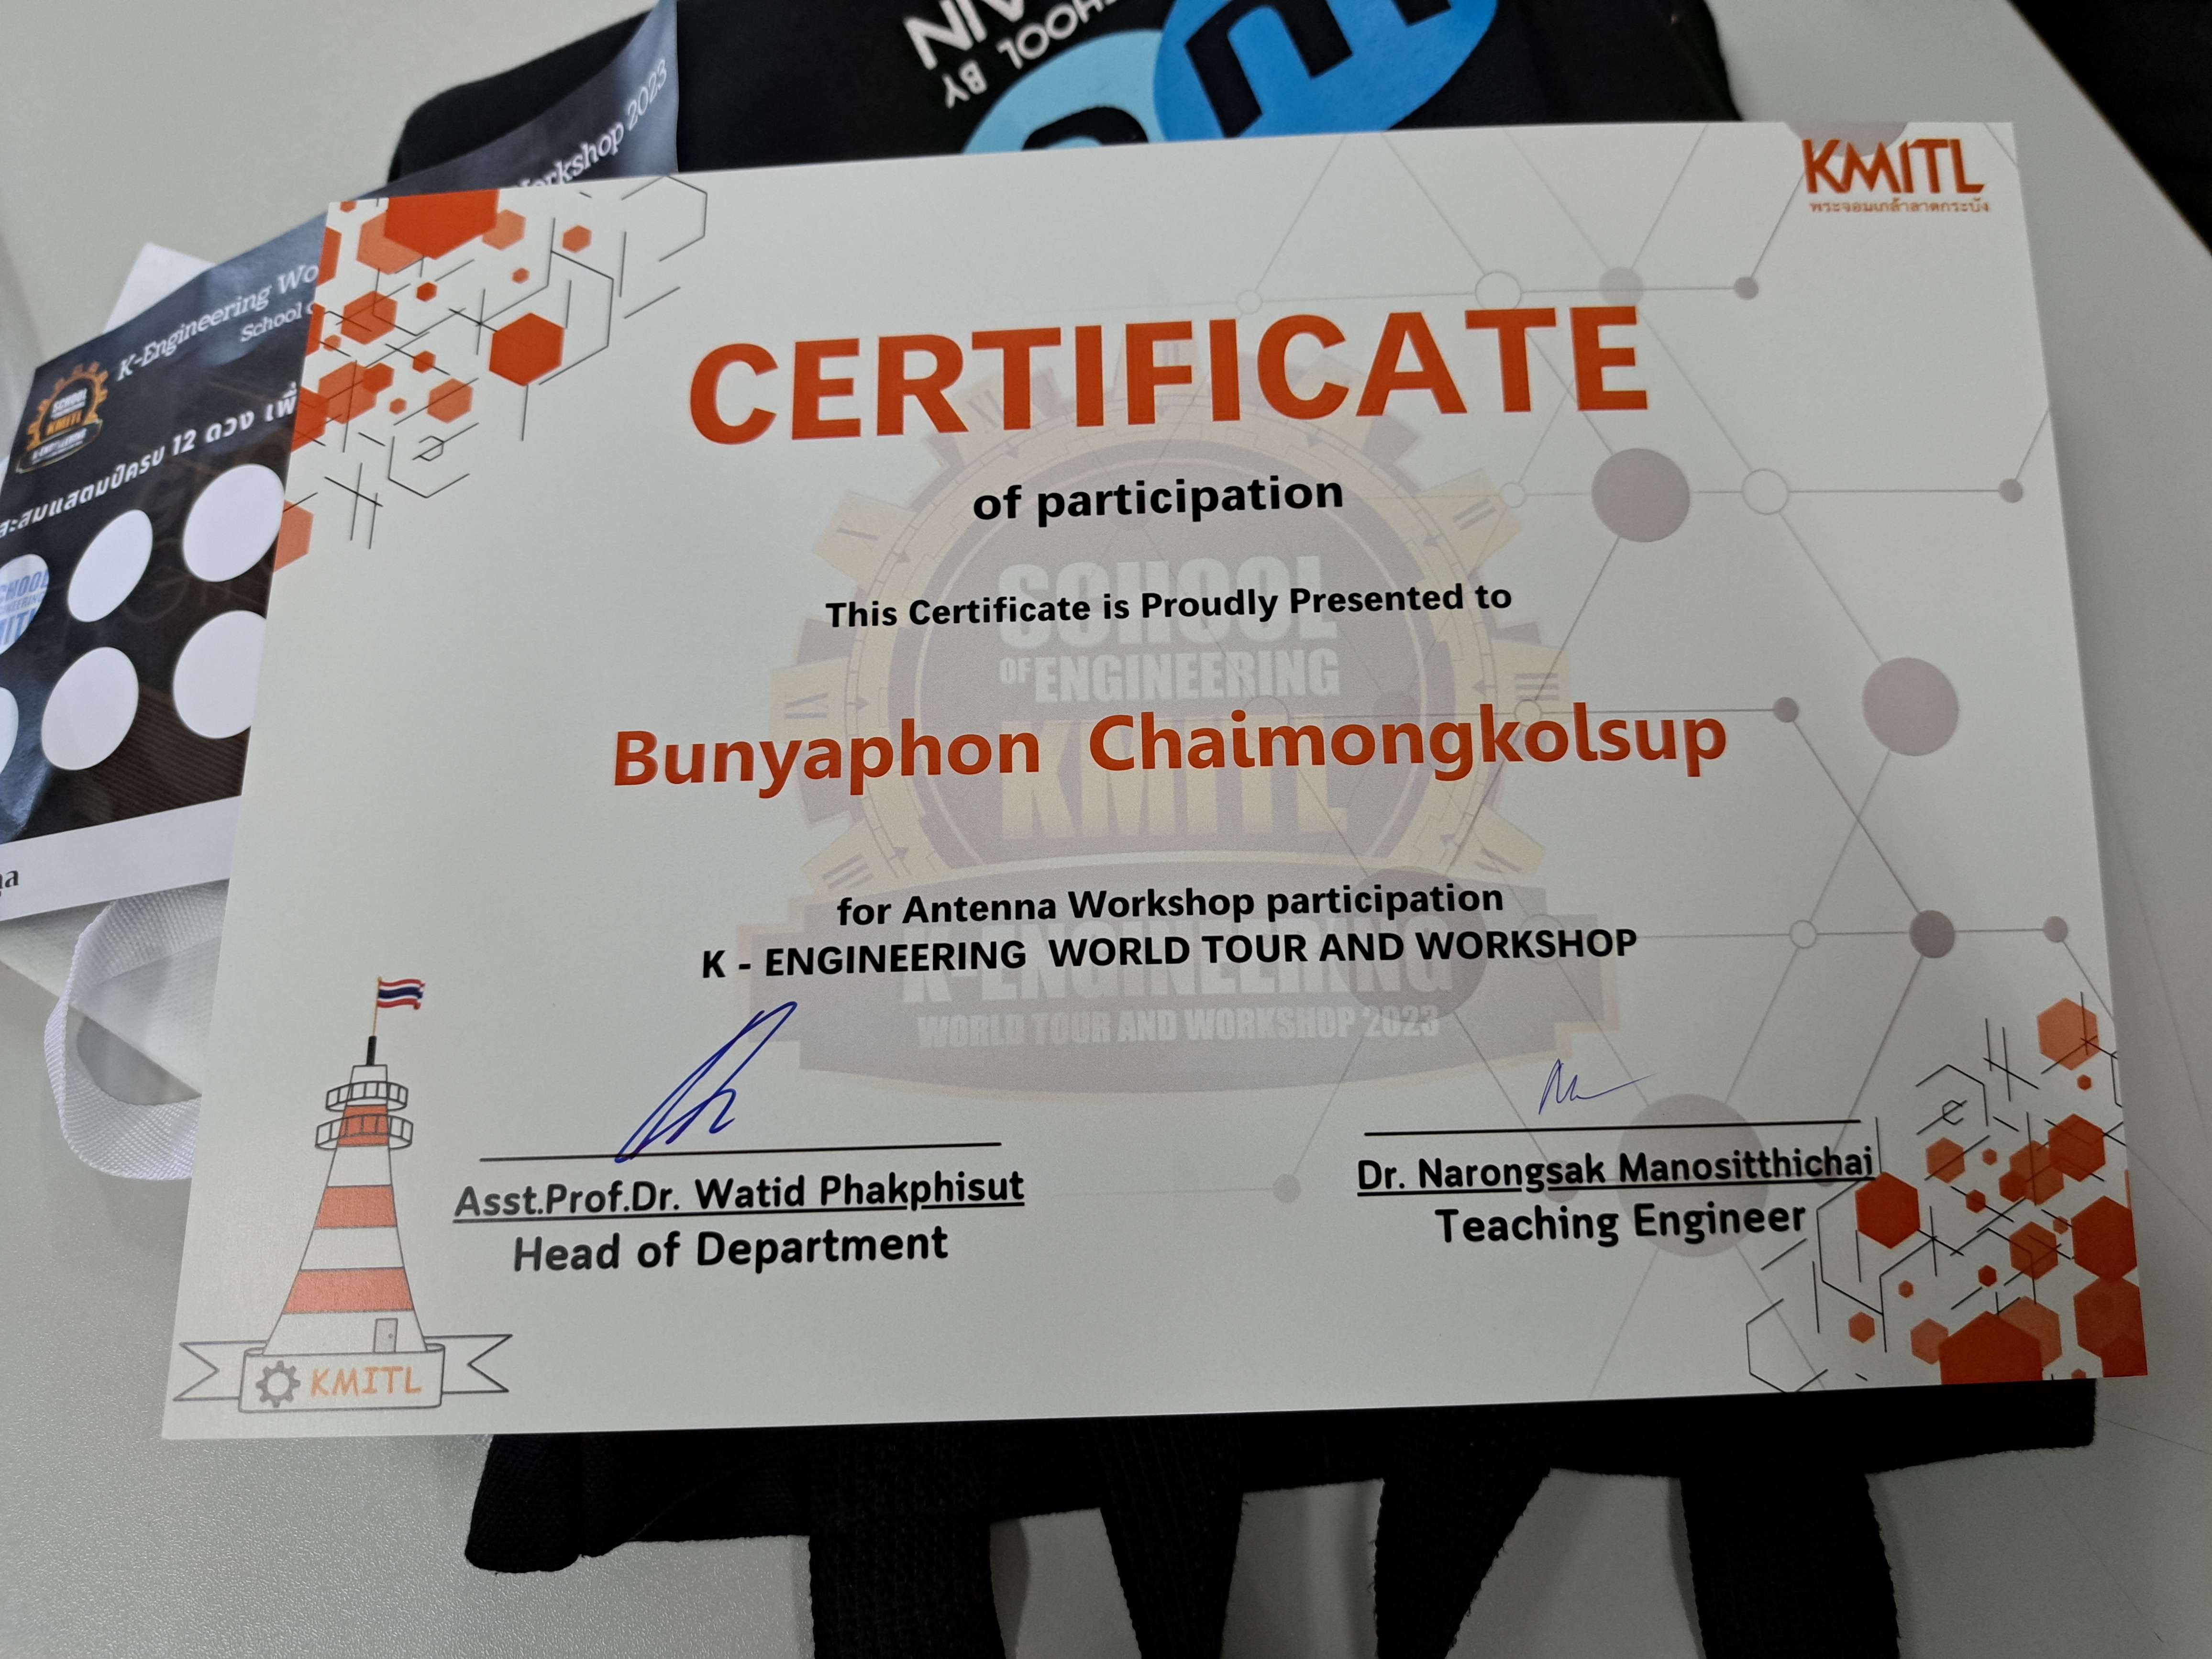 BY
Workshop 2023
K-Engineering
School
SCHOOL
KMITL
สะสมแสตมป์ครบ 12 ดวง
KMITL
พระจอมเกล้าลาดกระบัง
CERTIFICATE
of participation
This Certificate is Proudly Presented to
SCHOOL
OF ENGINEERING
KMITL
Bunyaphon Chaimongkolsup
for Antenna Workshop participation
K - ENGINEERING WORLD TOUR AND WORKSHOP
K-ENGINEERING
WORLD TOUR AND WORKSHOP 2023
Asst.Prof.Dr. Watid Phakphisut
Head of Department
Dr. Narongsak Manositthichai
Teaching Engineer
KMITL